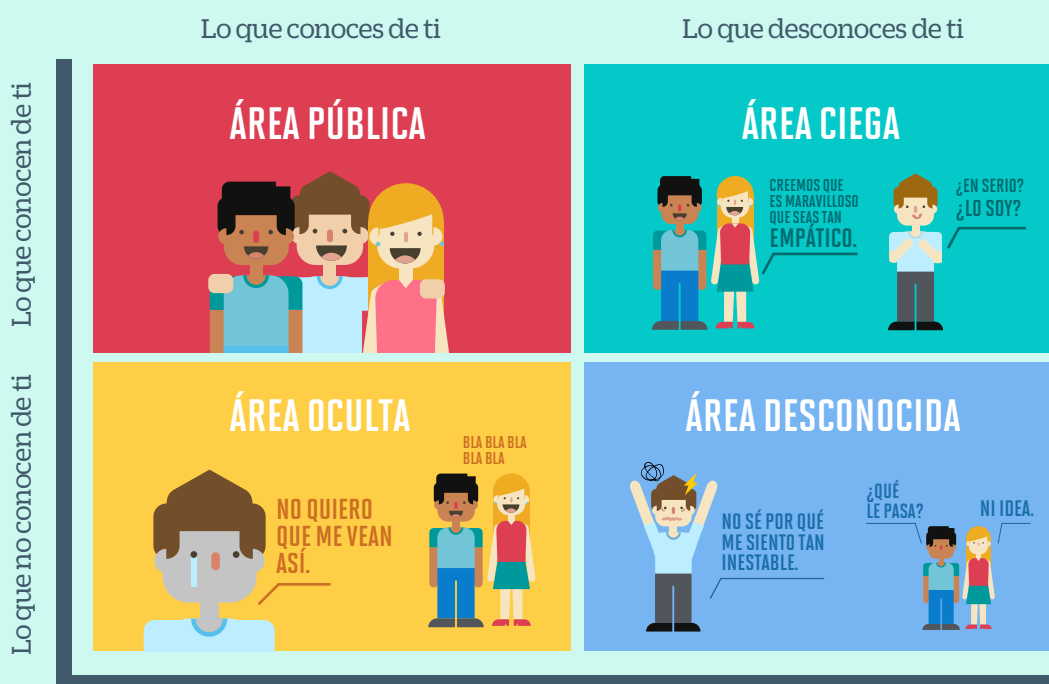 Lo que conoces de ti
Lo que desconoces de ti
Lo que conocen de ti
ÁREA PÚBLICA
ÁREA CIEGA
CREEMOS QUE
ES MARAVILLOSO
QUE SEAS TAN
EMPÁTICO.
¿EN SERIO?
¿LO SOY?
Lo que no conocen de ti
ÁREA OCULTA
BLA BLA BLA
BLA BLA
NO QUIERO
QUE ME VEAN
ASÍ.
ÁREA DESCONOCIDA
NO SÉ POR QUÉ
ME SIENTO TAN
INESTABLE.
¿QUÉ
LE PASA?
NI IDEA.